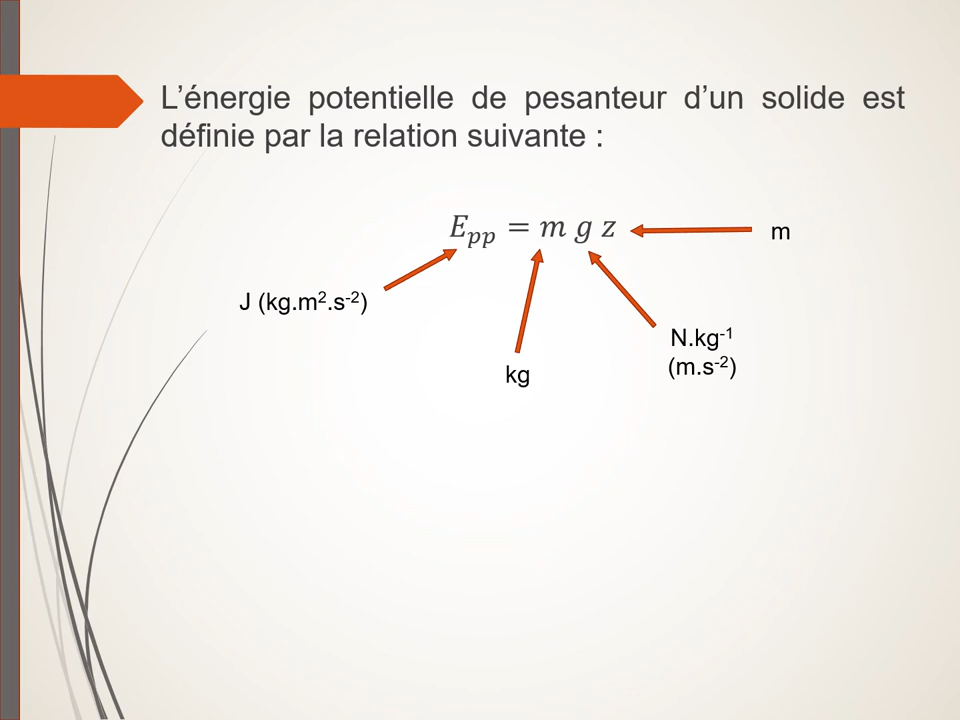 L’énergie potentielle de pesanteur d’un solide est
définie par la relation suivante :
𝐸𝑝𝑝 = 𝑚 𝑔 𝑧
m
J (kg.m².s⁻²)
N.kg⁻¹
(m.s⁻²)
kg